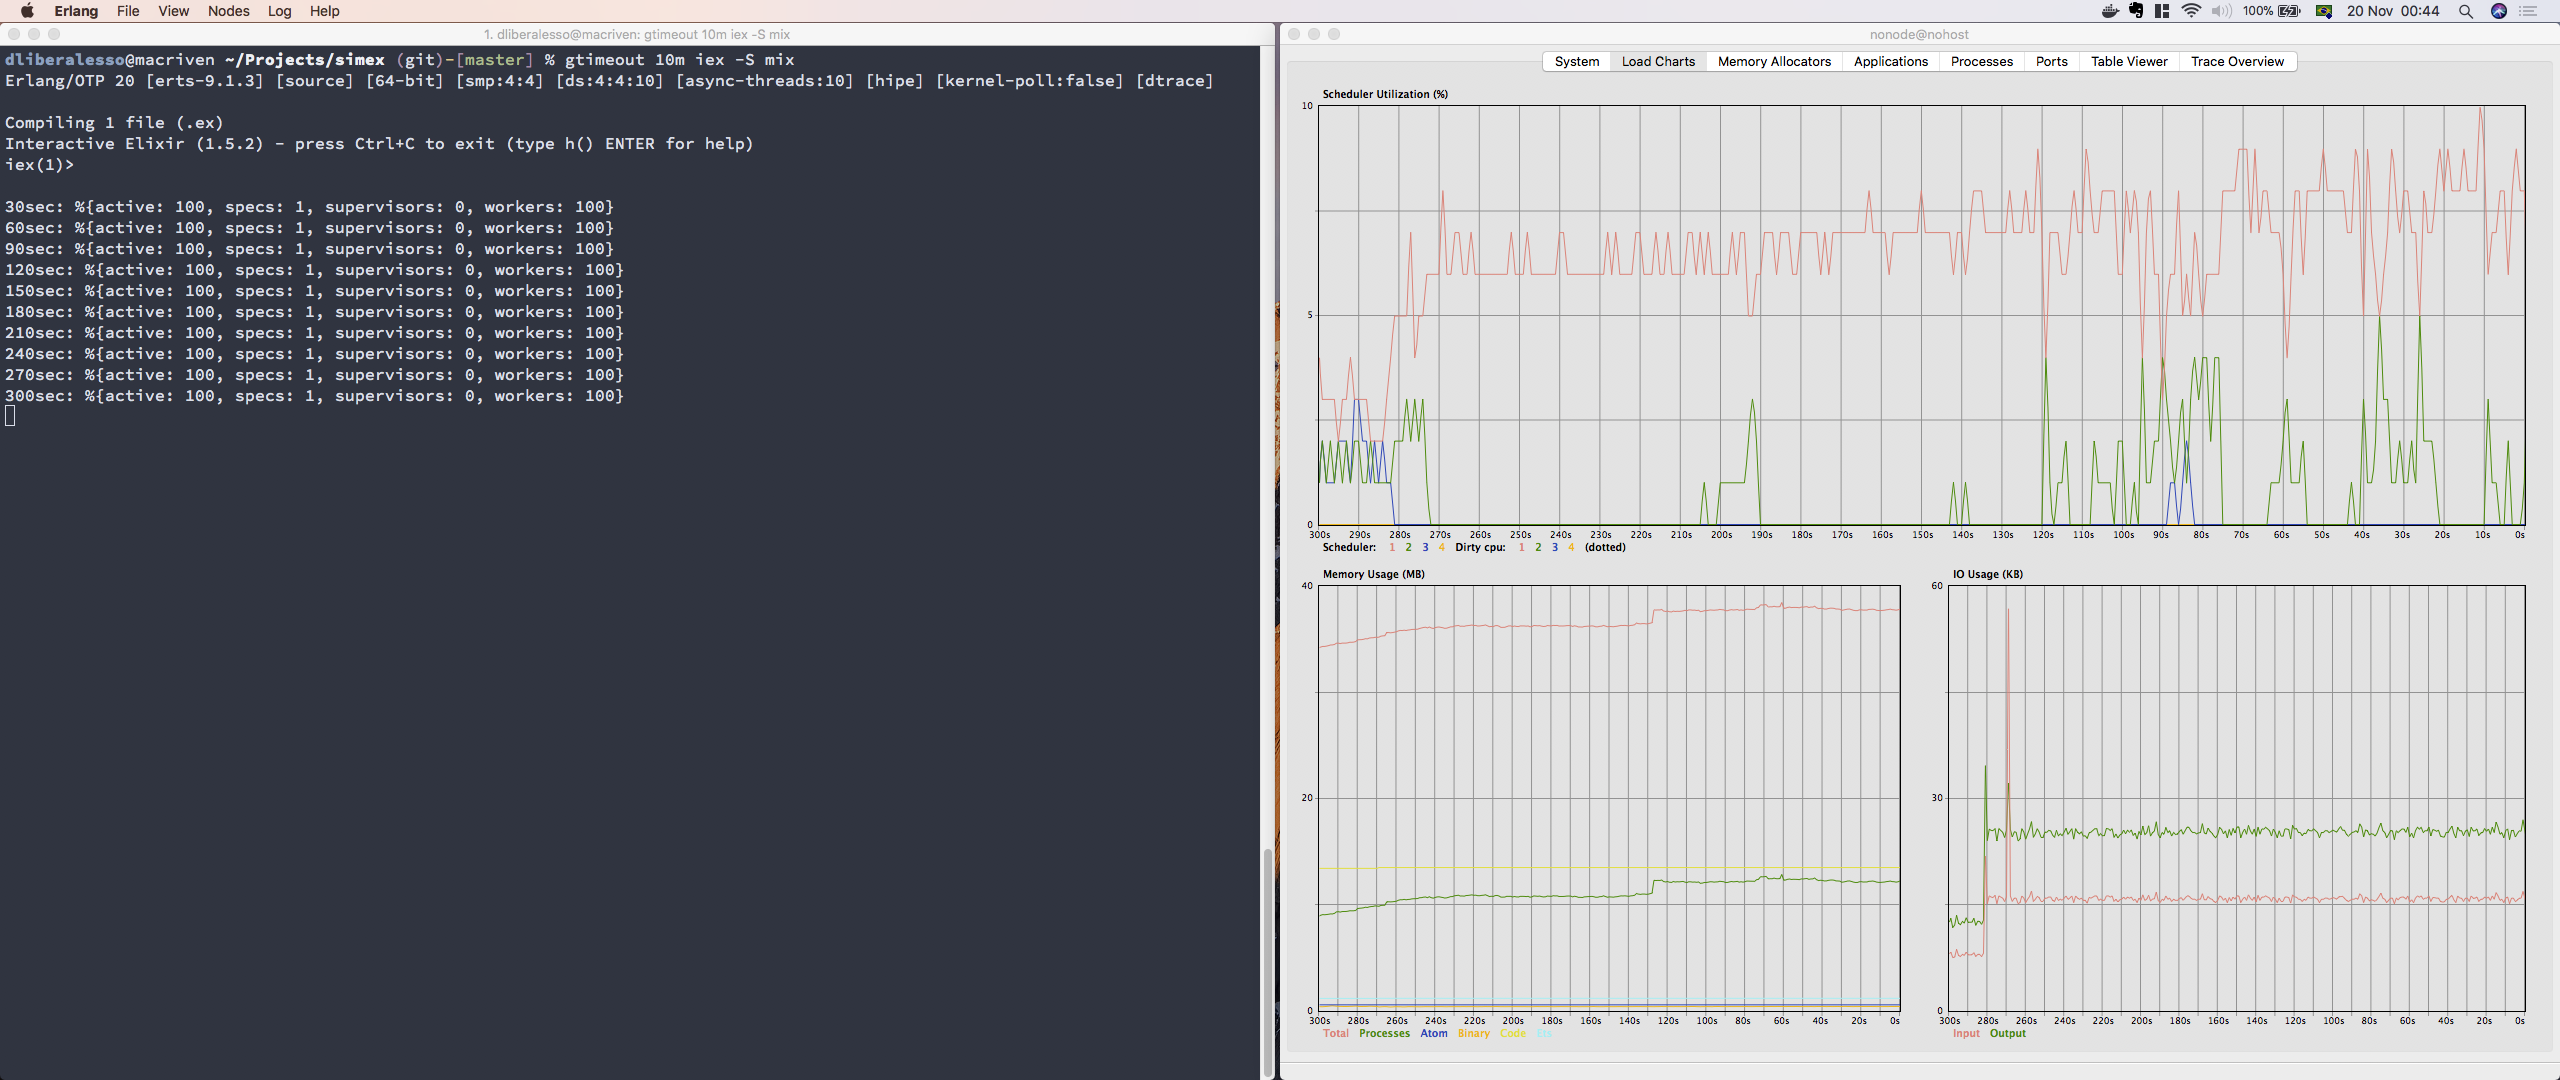 Erlang File View Nodes Log Help
100% 20 Nov 00:44
1. dliberalesso@macriven: gtimeout 10m iex -S mix
dliberalesso@macriven ~/Projects/simex (git)-[master] % gtimeout 10m iex -S mix
Erlang/OTP 20 [erts-9.1.3] [source] [64-bit] [smp:4:4] [ds:4:4:10] [async-threads:10] [hipe] [kernel-poll:false] [dtrace]
Compiling 1 file (.ex)
Interactive Elixir (1.5.2) - press Ctrl+C to exit (type h() ENTER for help)
iex(1)>
30sec: %{active: 100, specs: 1, supervisors: 0, workers: 100}
60sec: %{active: 100, specs: 1, supervisors: 0, workers: 100}
90sec: %{active: 100, specs: 1, supervisors: 0, workers: 100}
120sec: %{active: 100, specs: 1, supervisors: 0, workers: 100}
150sec: %{active: 100, specs: 1, supervisors: 0, workers: 100}
180sec: %{active: 100, specs: 1, supervisors: 0, workers: 100}
210sec: %{active: 100, specs: 1, supervisors: 0, workers: 100}
240sec: %{active: 100, specs: 1, supervisors: 0, workers: 100}
270sec: %{active: 100, specs: 1, supervisors: 0, workers: 100}
300sec: %{active: 100, specs: 1, supervisors: 0, workers: 100}
nonode@nohost
System Load Charts Memory Allocators Applications Processes Ports Table Viewer Trace Overview
Scheduler Utilization (%)
10
5
0
300s 290s 280s 270s 260s 250s 240s 230s 220s 210s 200s 190s 180s 170s 160s 150s 140s 130s 120s 110s 100s 90s 80s 70s 60s 50s 40s 30s 20s 10s 0s
Scheduler: 1 2 3 4 Dirty cpu: 1 2 3 4 (dotted)
Memory Usage (MB)
40
20
0
300s 280s 260s 240s 220s 200s 180s 160s 140s 120s 100s 80s 60s 40s 20s 0s
Total Processes Atom Binary Code Ets
IO Usage (KB)
60
30
0
300s 280s 260s 240s 220s 200s 180s 160s 140s 120s 100s 80s 60s 40s 20s 0s
Input Output